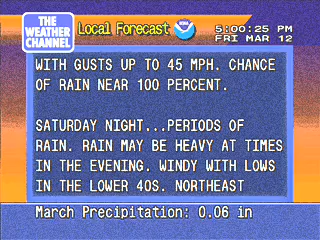 THE
WEATHER
CHANNEL
Local Forecast
5:00:25 PM
FRI MAR 12
WITH GUSTS UP TO 45 MPH. CHANCE
OF RAIN NEAR 100 PERCENT.
SATURDAY NIGHT...PERIODS OF
RAIN. RAIN MAY BE HEAVY AT TIMES
IN THE EVENING. WINDY WITH LOWS
IN THE LOWER 40S. NORTHEAST
March Precipitation: 0.06 in